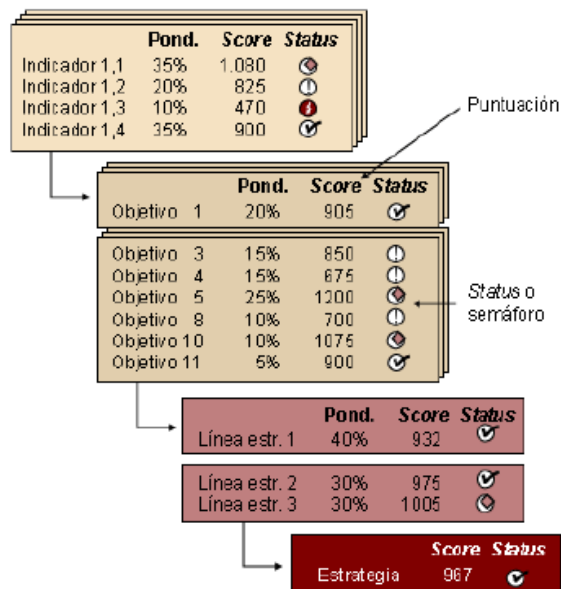 Pond. Score Status
Indicador 1,1 35% 1.080
Indicador 1,2 20% 825
Indicador 1,3 10% 470
Indicador 1,4 35% 900
Puntuación
Pond. Score Status
Objetivo 1 20% 905
Objetivo 3 15% 850
Objetivo 4 15% 675
Objetivo 5 25% 1200
Objetivo 8 10% 700
Objetivo 10 10% 1075
Objetivo 11 5% 900
Status o
semáforo
Pond. Score Status
Línea estr. 1 40% 932
Línea estr. 2 30% 975
Línea estr. 3 30% 1005
Score Status
Estrategia 967